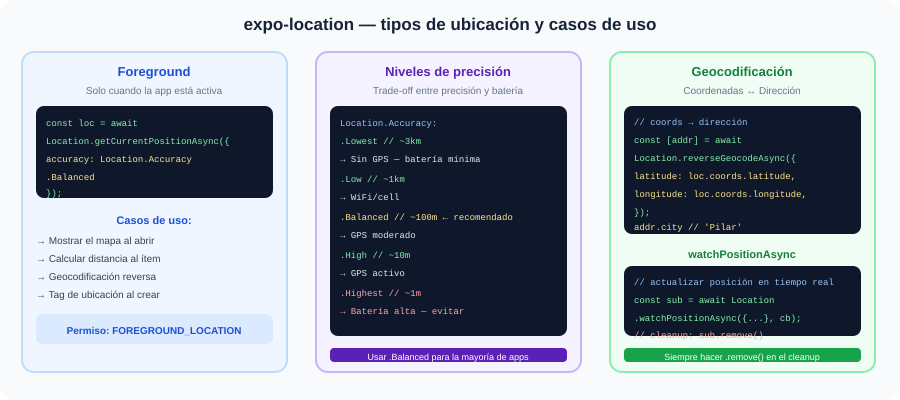 expo-location — tipos de ubicación y casos de uso
Foreground
Solo cuando la app está activa
const loc = await
Location.getCurrentPositionAsync({
accuracy: Location.Accuracy
.Balanced
});
Casos de uso:
→ Mostrar el mapa al abrir
→ Calcular distancia al ítem
→ Geocodificación reversa
→ Tag de ubicación al crear
Permiso: FOREGROUND_LOCATION
Niveles de precisión
Trade-off entre precisión y batería
Location.Accuracy:
.Lowest // ~3km
→ Sin GPS — batería mínima
.Low // ~1km
→ WiFi/cell
.Balanced // ~100m ← recomendado
→ GPS moderado
.High // ~10m
→ GPS activo
.Highest // ~1m
→ Batería alta — evitar
Usar .Balanced para la mayoría de apps
Geocodificación
Coordenadas ↔ Dirección
// coords → dirección
const [addr] = await
Location.reverseGeocodeAsync({
latitude: loc.coords.latitude,
longitude: loc.coords.longitude,
});
addr.city // 'Pilar'
watchPositionAsync
// actualizar posición en tiempo real
const sub = await Location
.watchPositionAsync({...}, cb);
// cleanup: sub.remove()
Siempre hacer .remove() en el cleanup